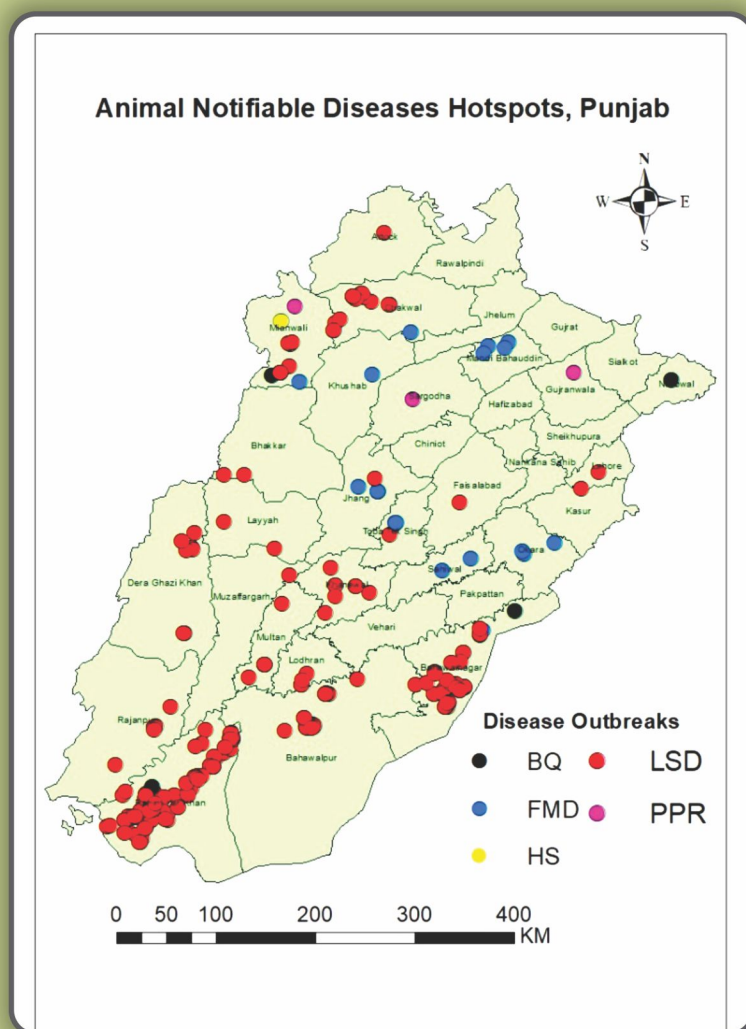 Animal Notifiable Diseases Hotspots, Punjab
N
W E
S
Attock
Rawalpindi
Chakwal
Jhelum
Gujrat
Mianwali
Mandi Bahauddin
Sialkot
Narowal
Khushab
Sargodha
Gujranwala
Hafizabad
Sheikhupura
Chiniot
Bhakkar
Nankana Sahib
Lahore
Faisalabad
Jhang
Kasur
Layyah
Toba Tek Singh
Okara
Sahiwal
Dera Ghazi Khan
Muzaffargarh
Khanewal
Pakpattan
Vehari
Multan
Lodhran
Bahawalnagar
Rajanpur
Bahawalpur
Khan
Disease Outbreaks
BQ LSD
FMD PPR
HS
0 50 100 200 300 400
KM